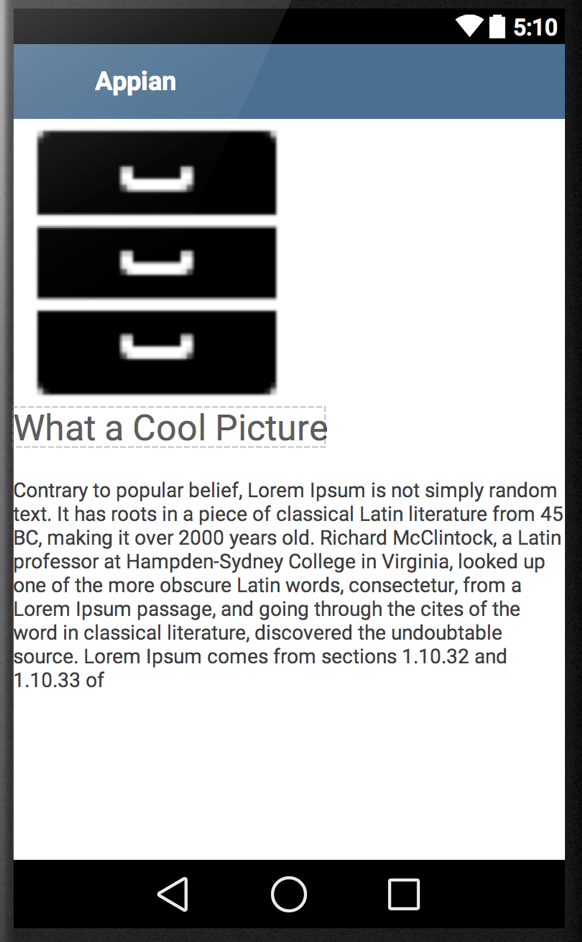 5:10
Appian
What a Cool Picture
Contrary to popular belief, Lorem Ipsum is not simply random
text. It has roots in a piece of classical Latin literature from 45
BC, making it over 2000 years old. Richard McClintock, a Latin
professor at Hampden-Sydney College in Virginia, looked up
one of the more obscure Latin words, consectetur, from a
Lorem Ipsum passage, and going through the cites of the
word in classical literature, discovered the undoubtable
source. Lorem Ipsum comes from sections 1.10.32 and
1.10.33 of